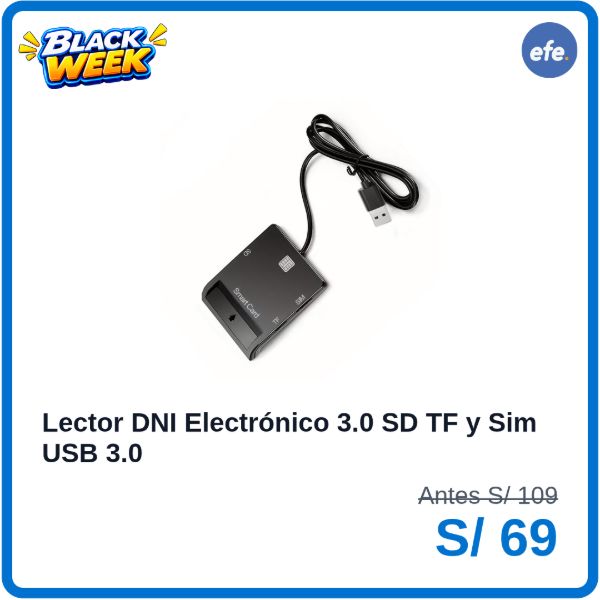 BLACK
WEEK
efe.
Smart Card
SIM
TF
Lector DNI Electrónico 3.0 SD TF y Sim
USB 3.0
Antes S/ 109
S/ 69